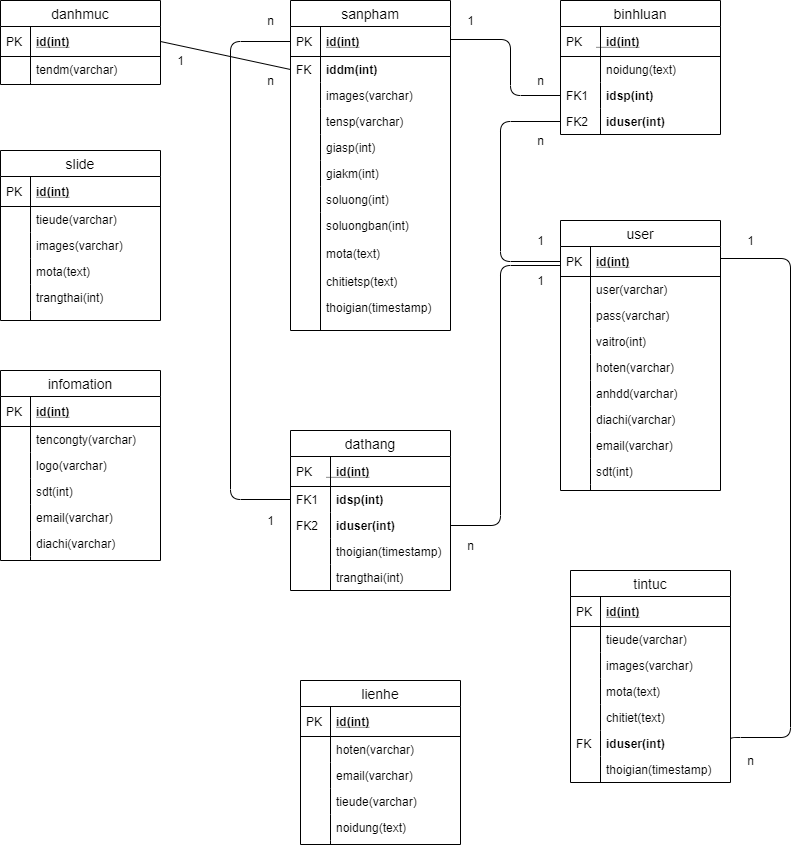 danhmuc
PK id(int)
tendm(varchar)
1
n
n
sanpham
PK id(int)
FK iddm(int)
images(varchar)
tensp(varchar)
giasp(int)
giakm(int)
soluong(int)
soluongban(int)
mota(text)
chitietsp(text)
thoigian(timestamp)
1
n
binhluan
PK id(int)
noidung(text)
FK1 idsp(int)
FK2 iduser(int)
n
slide
PK id(int)
tieude(varchar)
images(varchar)
mota(text)
trangthai(int)
1
1
user
PK id(int)
user(varchar)
pass(varchar)
vaitro(int)
hoten(varchar)
anhdd(varchar)
diachi(varchar)
email(varchar)
sdt(int)
1
infomation
PK id(int)
tencongty(varchar)
logo(varchar)
sdt(int)
email(varchar)
diachi(varchar)
dathang
PK id(int)
FK1 idsp(int)
FK2 iduser(int)
thoigian(timestamp)
trangthai(int)
1
n
tintuc
PK id(int)
tieude(varchar)
images(varchar)
mota(text)
chitiet(text)
FK iduser(int)
thoigian(timestamp)
n
lienhe
PK id(int)
hoten(varchar)
email(varchar)
tieude(varchar)
noidung(text)